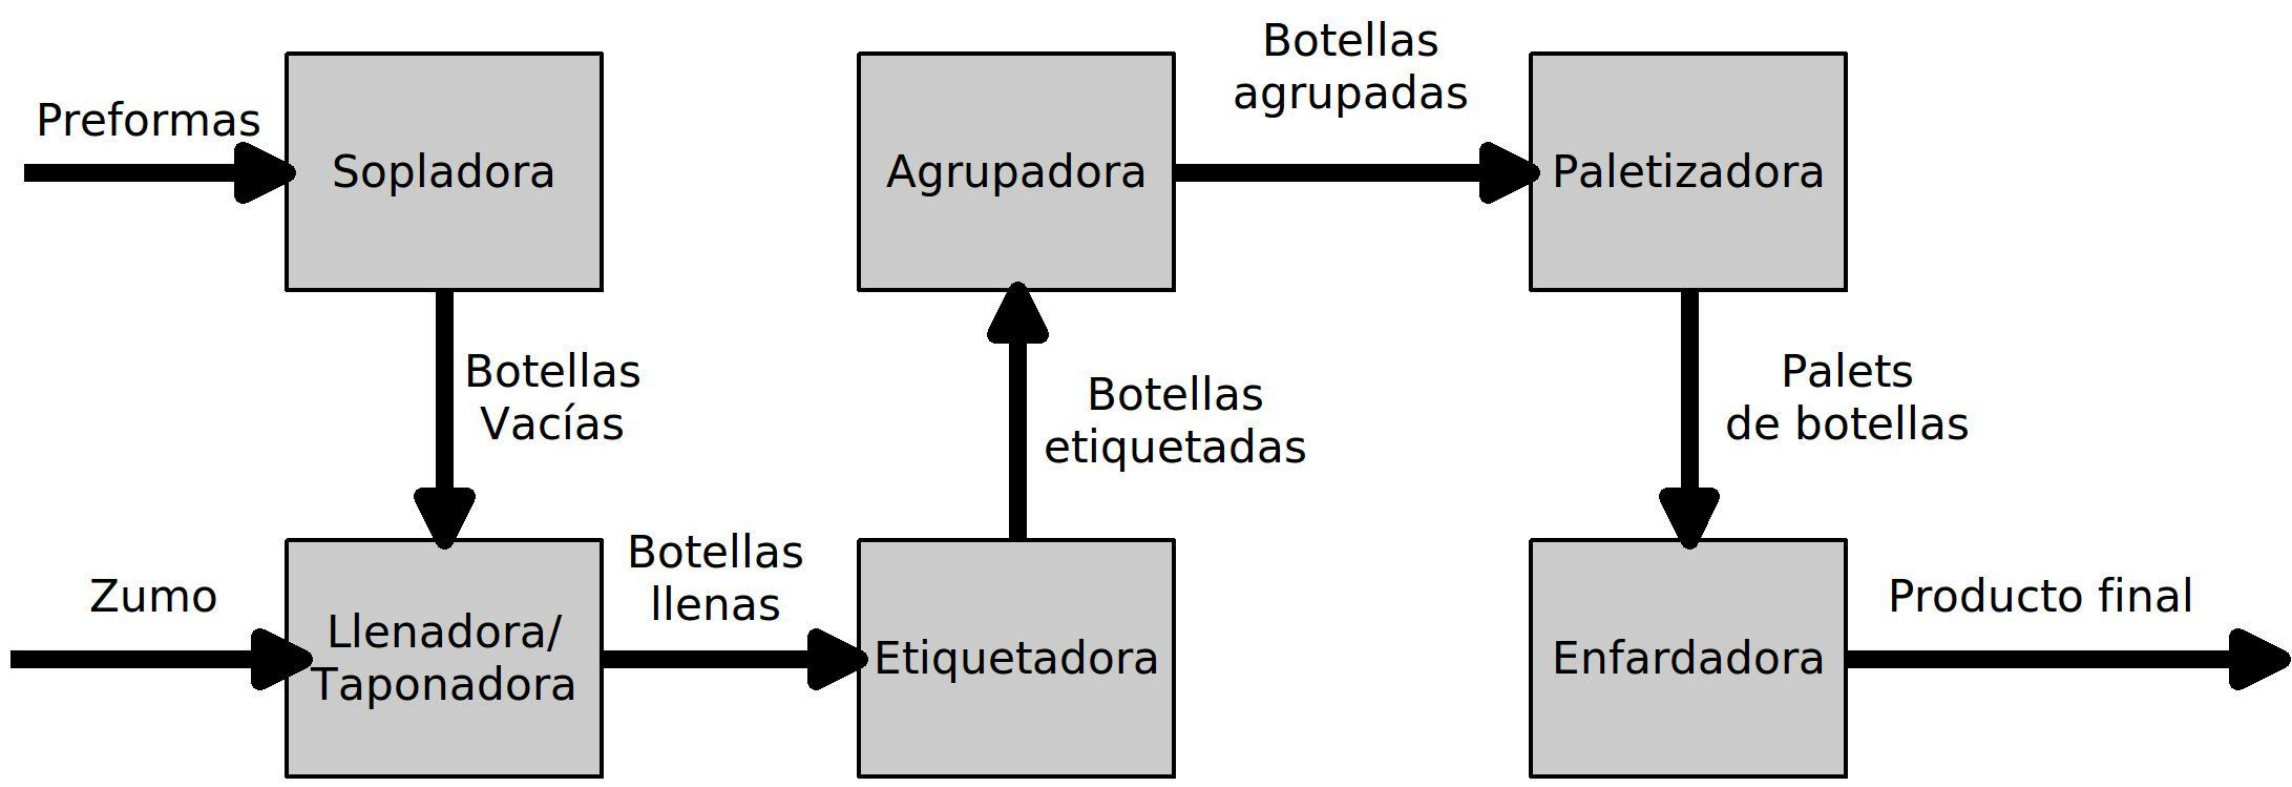 Preformas
Sopladora
Botellas
Vacías
Zumo
Llenadora/
Taponadora
Botellas
llenas
Etiquetadora
Botellas
etiquetadas
Agrupadora
Botellas
agrupadas
Paletizadora
Palets
de botellas
Enfardadora
Producto final